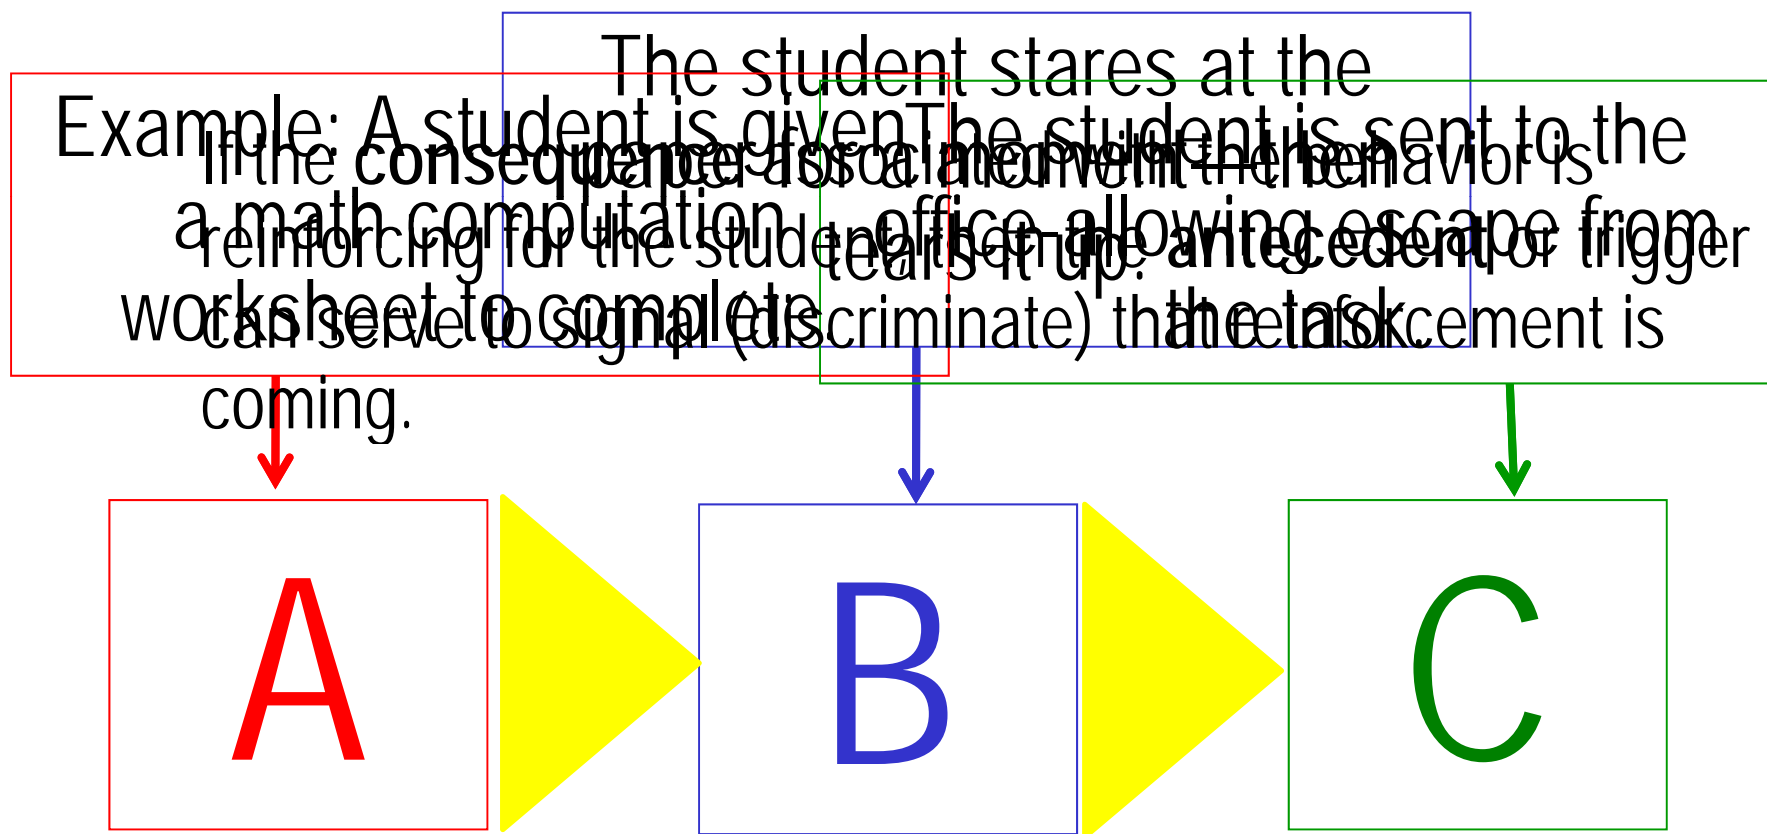 Example: A student is given
a math computation
worksheet to complete.
The student stares at the
paper for a moment—then
tears it up.
The student is sent to the
office--allowing escape from
the task.
If the consequence associated with the behavior is
reinforcing for the student, then the antecedent or trigger
can serve to signal (discriminate) that reinforcement is
coming.
A
B
C